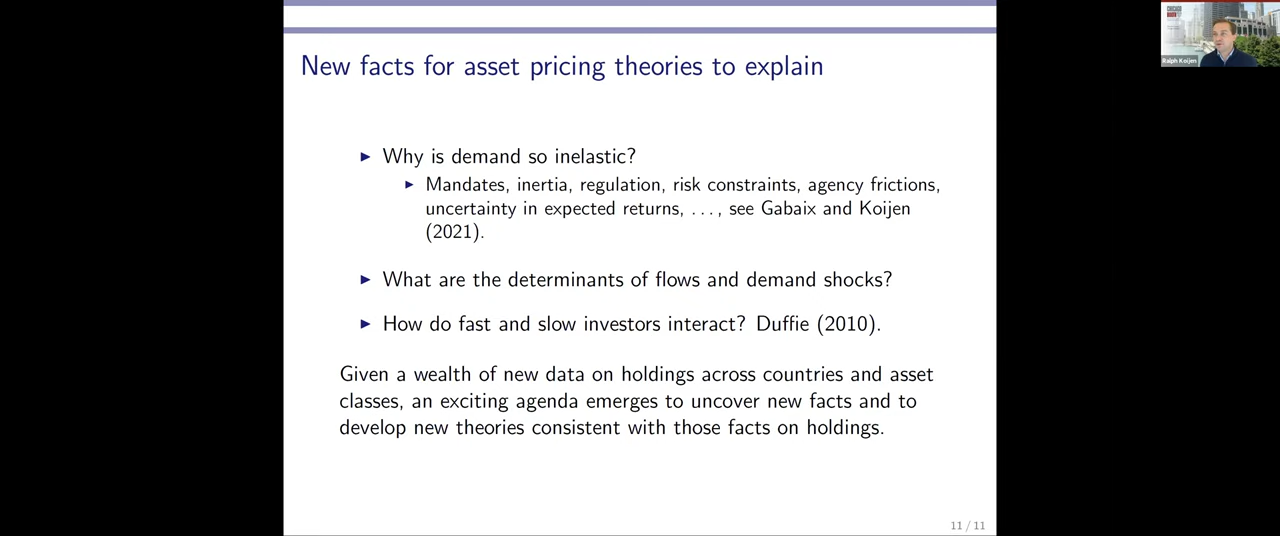 New facts for asset pricing theories to explain
Why is demand so inelastic?
Mandates, inertia, regulation, risk constraints, agency frictions,
uncertainty in expected returns, ..., see Gabaix and Koijen
(2021).
What are the determinants of flows and demand shocks?
How do fast and slow investors interact? Duffie (2010).
Given a wealth of new data on holdings across countries and asset
classes, an exciting agenda emerges to uncover new facts and to
develop new theories consistent with those facts on holdings.
11 / 11
Ralph Koijen